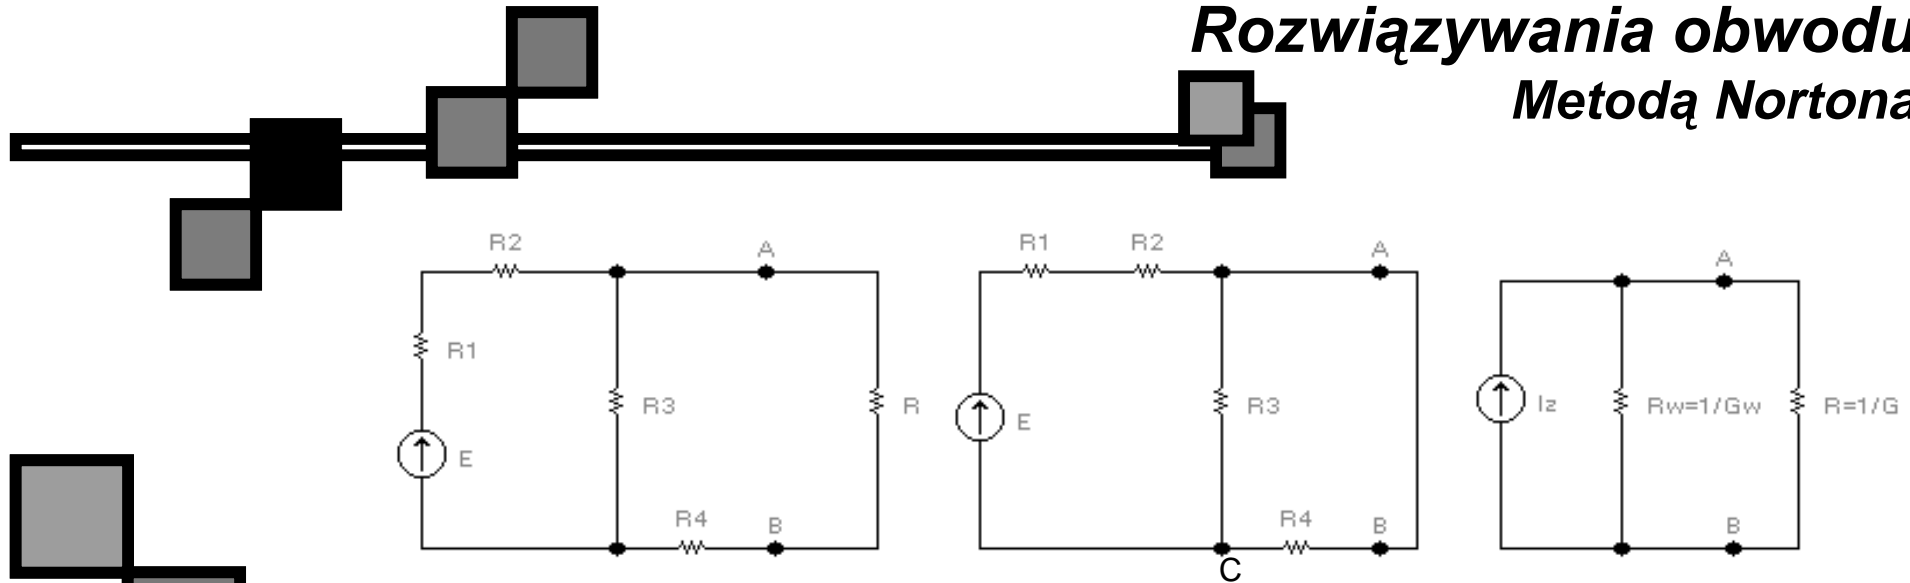 Rozwiązywania obwodu
Metodą Nortona
R2 A
R1
R3 R
E
R4 B
R1 R2 A
E R3
R4 B
C
A
Iz Rw=1/Gw R=1/G
B